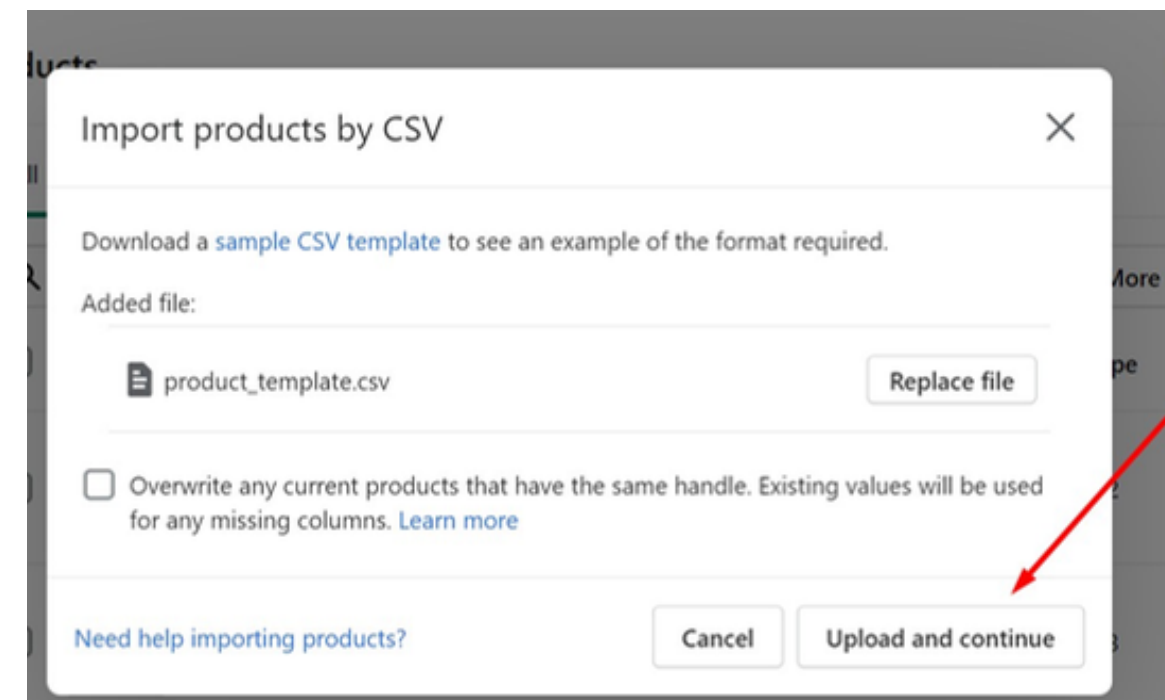 Import products by CSV
Download a sample CSV template to see an example of the format required.
Added file:
product_template.csv
Replace file
Overwrite any current products that have the same handle. Existing values will be used
for any missing columns. Learn more
Need help importing products?
Cancel
Upload and continue